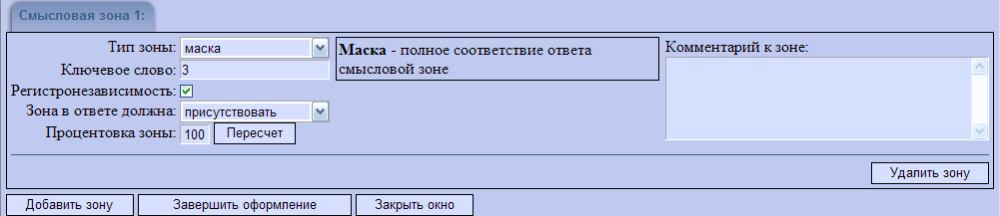 Смысловая зона 1:
Тип зоны: маска
Маска - полное соответствие ответа
смысловой зоне
Комментарий к зоне:
Ключевое слово: 3
Регистронезависимость:
Зона в ответе должна: присутствовать
Процентовка зоны: 100 Пересчет
Удалить зону
Добавить зону Завершить оформление Закрыть окно